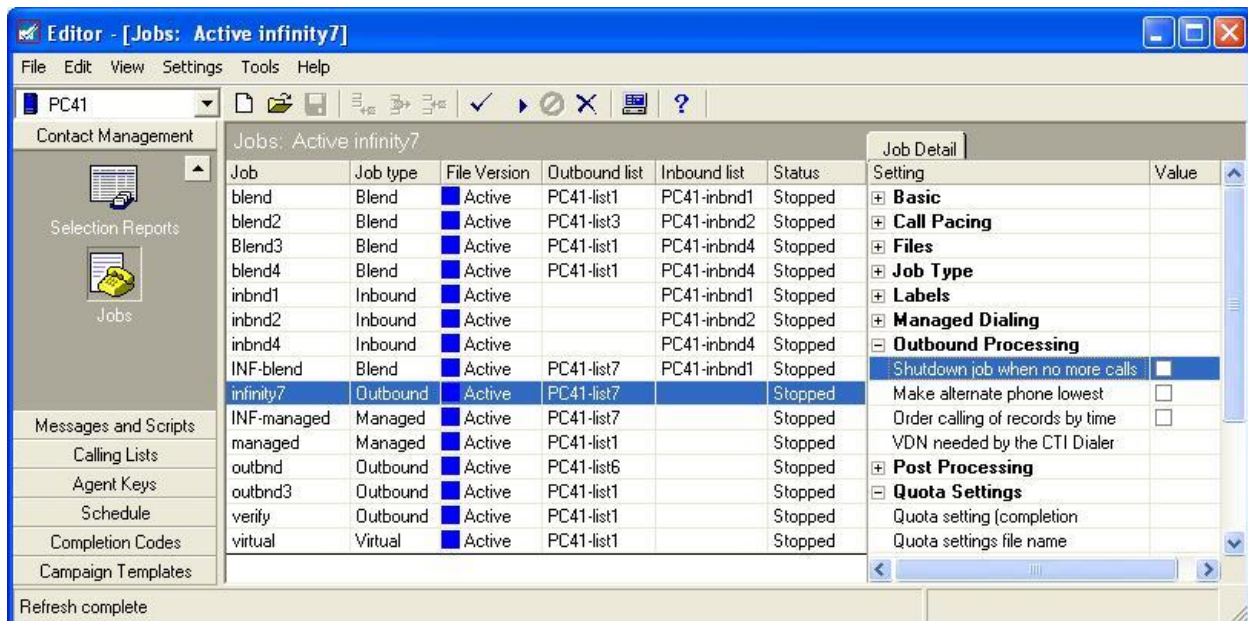 Editor - [Jobs: Active infinity7]
File Edit View Settings Tools Help
PC41
Contact Management
Selection Reports
Jobs
Messages and Scripts
Calling Lists
Agent Keys
Schedule
Completion Codes
Campaign Templates
Jobs: Active infinity7
Job Job type File Version Outbound list Inbound list Status
blend Blend Active PC41-list1 PC41-inbnd1 Stopped
blend2 Blend Active PC41-list3 PC41-inbnd2 Stopped
Blend3 Blend Active PC41-list1 PC41-inbnd4 Stopped
blend4 Blend Active PC41-list1 PC41-inbnd4 Stopped
inbnd1 Inbound Active PC41-inbnd1 Stopped
inbnd2 Inbound Active PC41-inbnd2 Stopped
inbnd4 Inbound Active PC41-inbnd4 Stopped
INF-blend Blend Active PC41-list7 PC41-inbnd1 Stopped
infinity7 Outbound Active PC41-list7 Stopped
INF-managed Managed Active PC41-list7 Stopped
managed Managed Active PC41-list1 Stopped
outbnd Outbound Active PC41-list6 Stopped
outbnd3 Outbound Active PC41-list1 Stopped
verify Outbound Active PC41-list1 Stopped
virtual Virtual Active PC41-list1 Stopped
Job Detail
Setting Value
Basic
Call Pacing
Files
Job Type
Labels
Managed Dialing
Outbound Processing
Shutdown job when no more calls
Make alternate phone lowest
Order calling of records by time
VDN needed by the CTI Dialer
Post Processing
Quota Settings
Quota setting (completion
Quota settings file name
Refresh complete